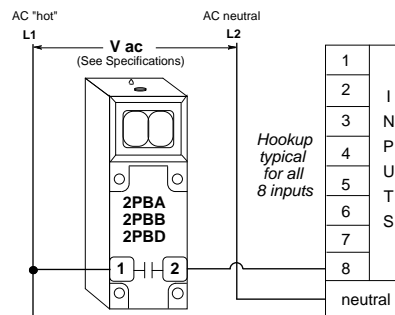 AC "hot"
AC neutral
L1
L2
V ac
(See Specifications)
Hookup
typical
for all
8 inputs
2PBA
2PBB
2PBD
1
2
1
2
3
4
5
6
7
8
I
N
P
U
T
S
neutral